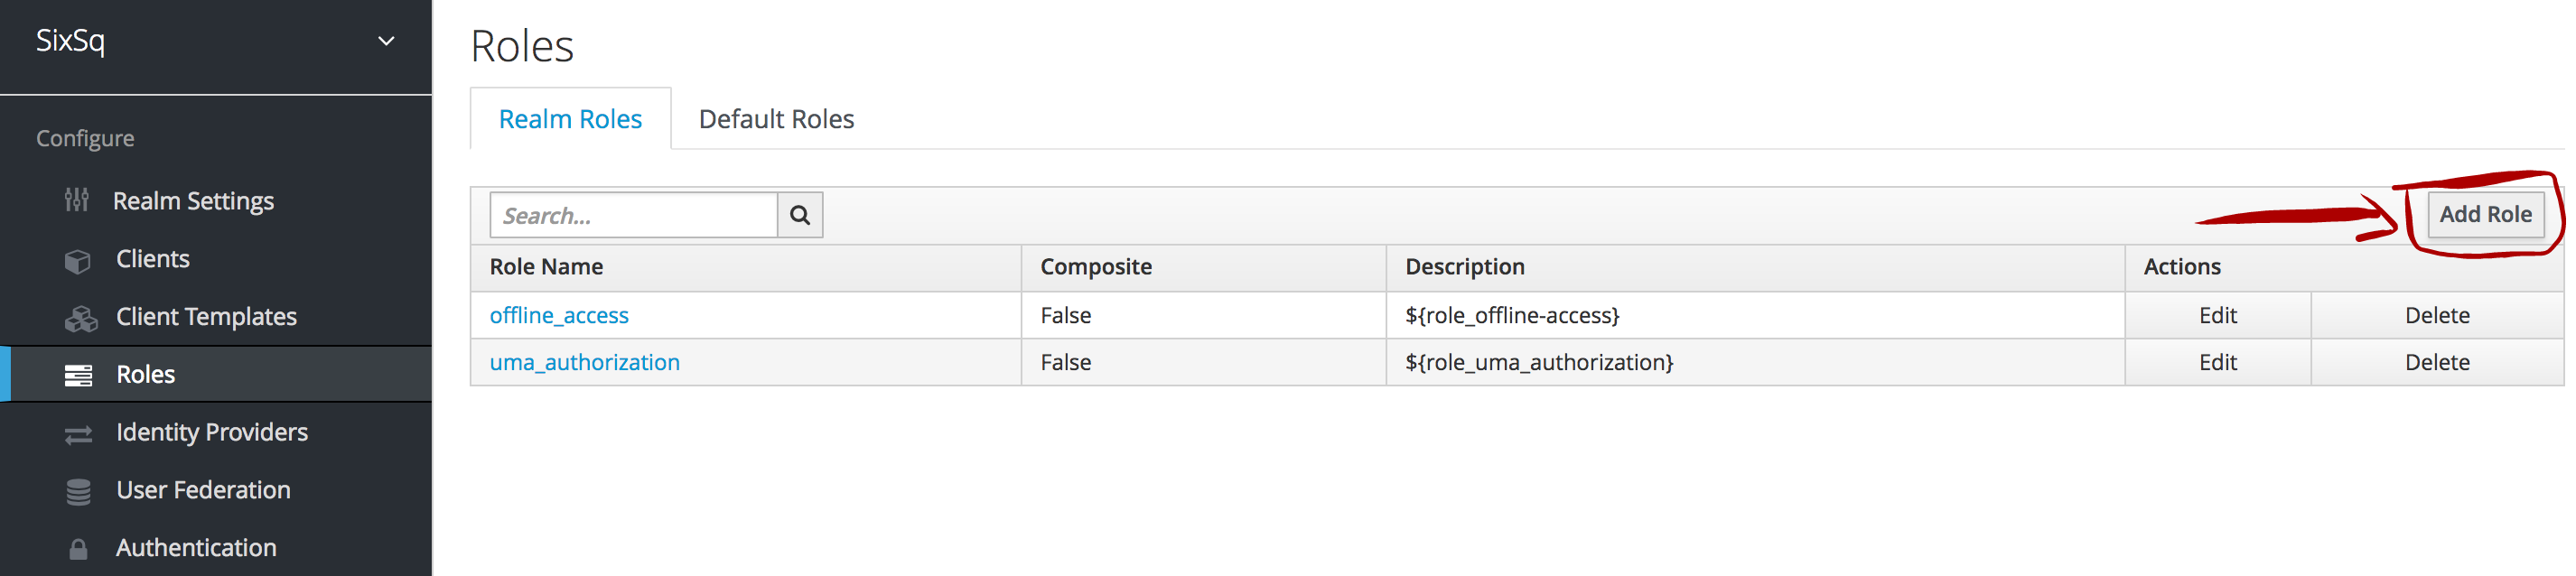 SixSq
Configure
Realm Settings
Clients
Client Templates
Roles
Identity Providers
User Federation
Authentication
Roles
Realm Roles Default Roles
Search... Add Role
Role Name Composite Description Actions
offline_access False ${role_offline-access} Edit Delete
uma_authorization False ${role_uma_authorization} Edit Delete